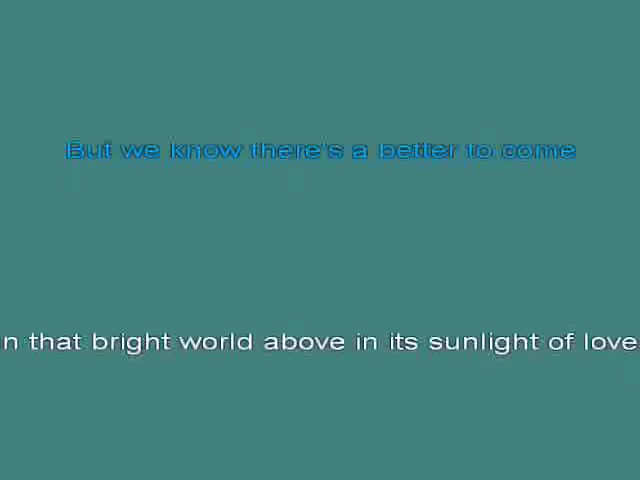 But we know there's a better to come
n that bright world above in its sunlight of love